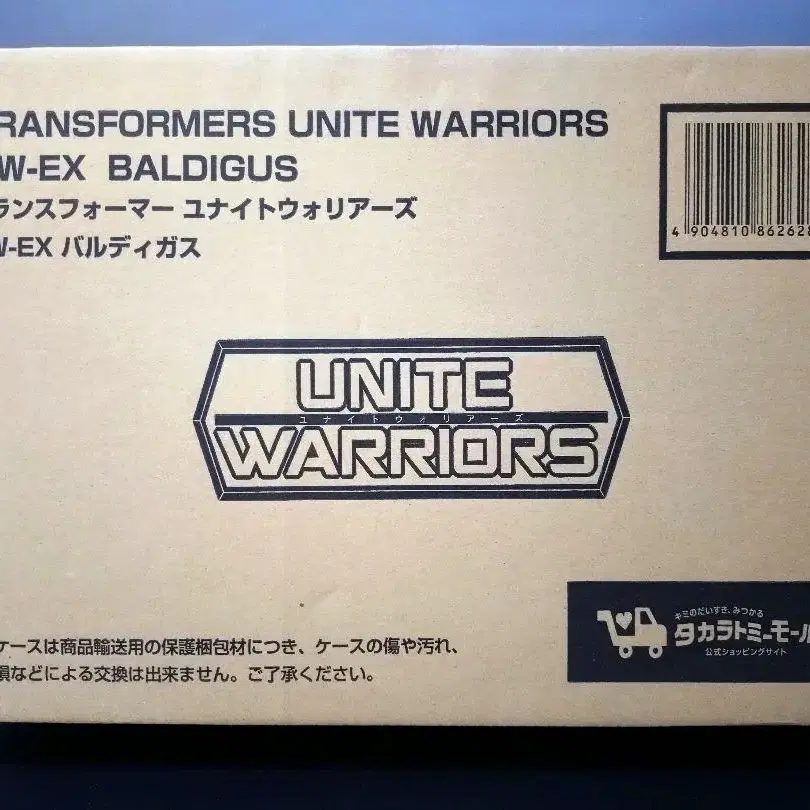 RANSFORMERS UNITE WARRIORS
W-EX BALDIGUS
ランスフォーマー ユナイトウォリアーズ
W-EX バルディガス
4 904810 862628
UNITE
ユナイトウォリアーズ
WARRIORS
キミのだいすき、みつかる
タカラトミーモール
公式ショッピングサイト
ケースは商品輸送用の保護梱包材につき、ケースの傷や汚れ、
損などによる交換は出来ません。ご了承ください。